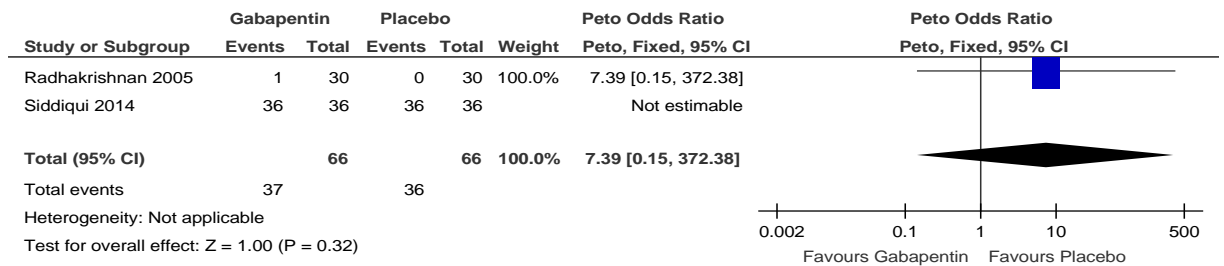 Gabapentin Placebo Peto Odds Ratio Peto Odds Ratio
Study or Subgroup Events Total Events Total Weight Peto, Fixed, 95% CI Peto, Fixed, 95% CI
Radhakrishnan 2005 1 30 0 30 100.0% 7.39 [0.15, 372.38]
Siddiqui 2014 36 36 36 36 Not estimable
Total (95% CI) 66 66 100.0% 7.39 [0.15, 372.38]
Total events 37 36
Heterogeneity: Not applicable
Test for overall effect: Z = 1.00 (P = 0.32)
0.002 0.1 1 10 500
Favours Gabapentin Favours Placebo